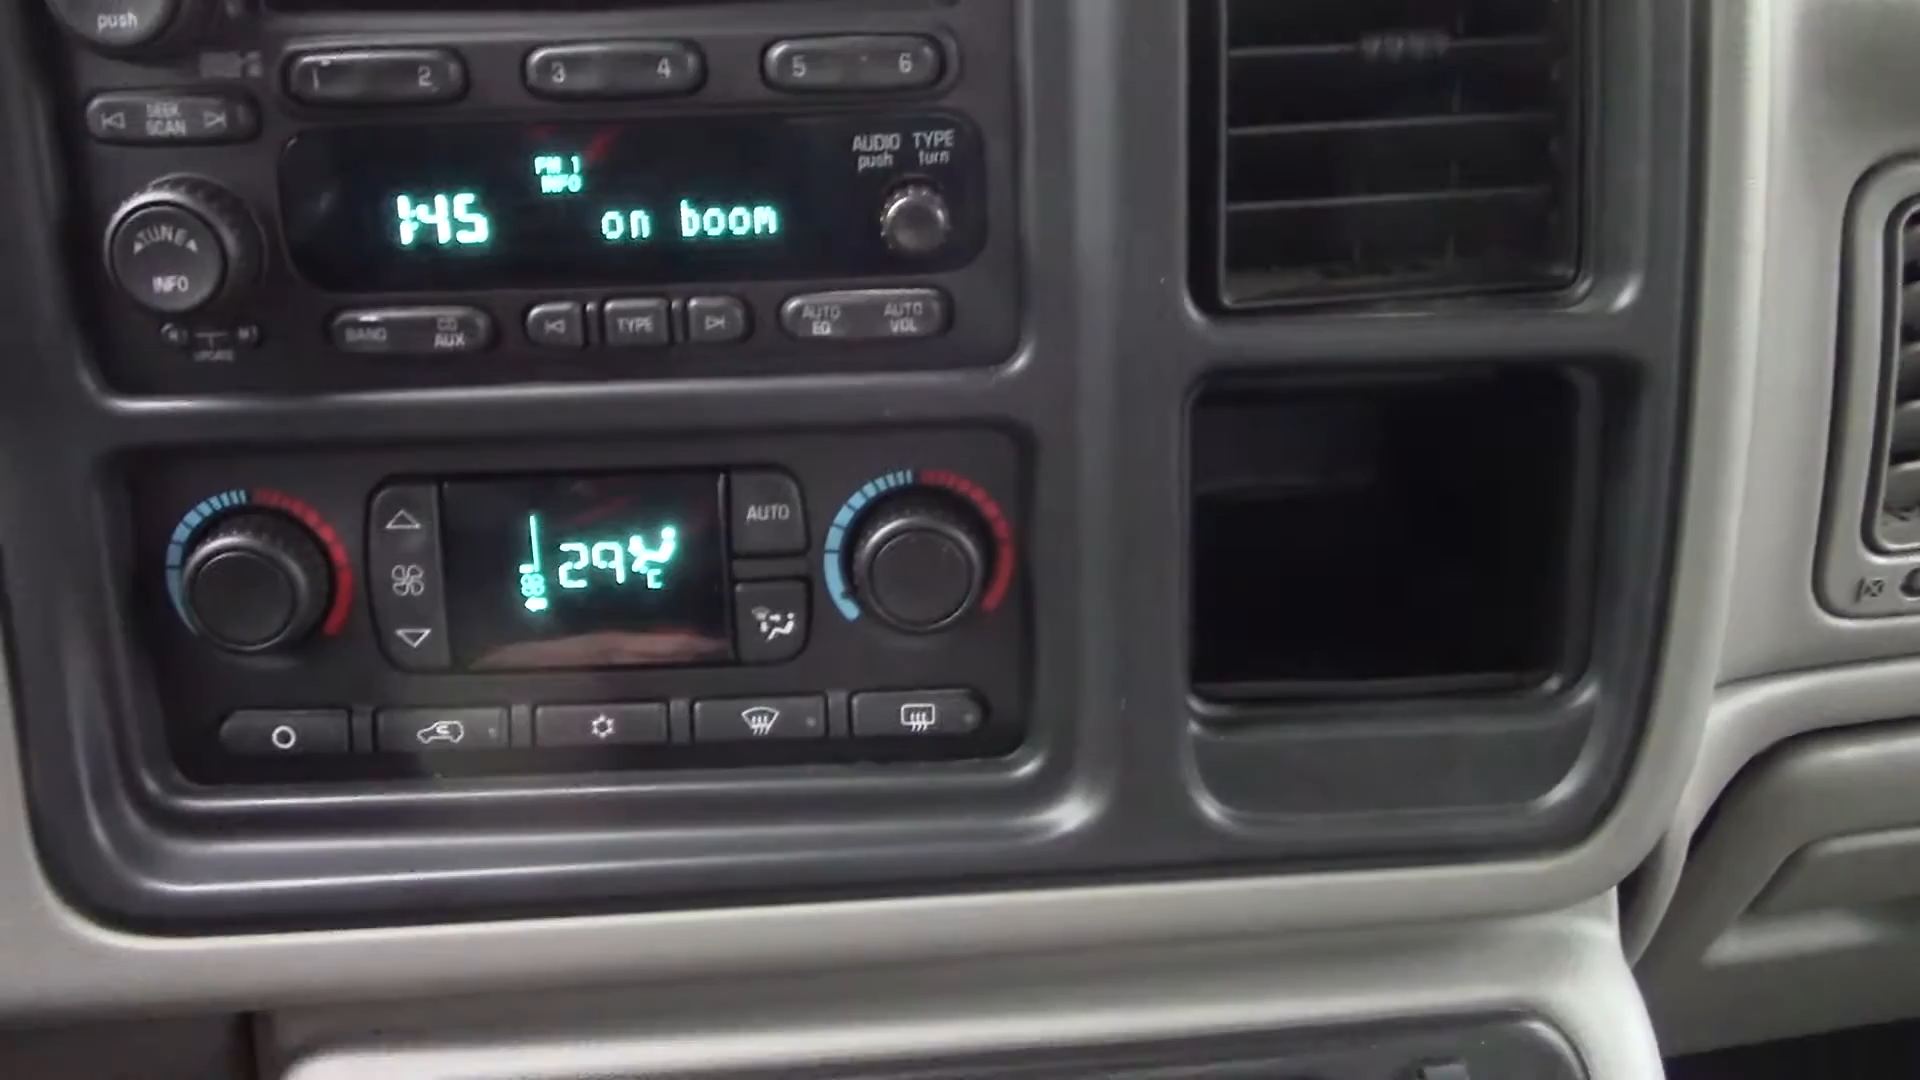 push
1 2 3 4 5 6
SEEK
SCAN
AUDIO TYPE
push turn
FM 1
INFO
1:45 on boom
TUNE
INFO
BAND CD
AUX
TYPE
AUTO
EQ
AUTO
VOL
UPDATE
AUTO
29°C